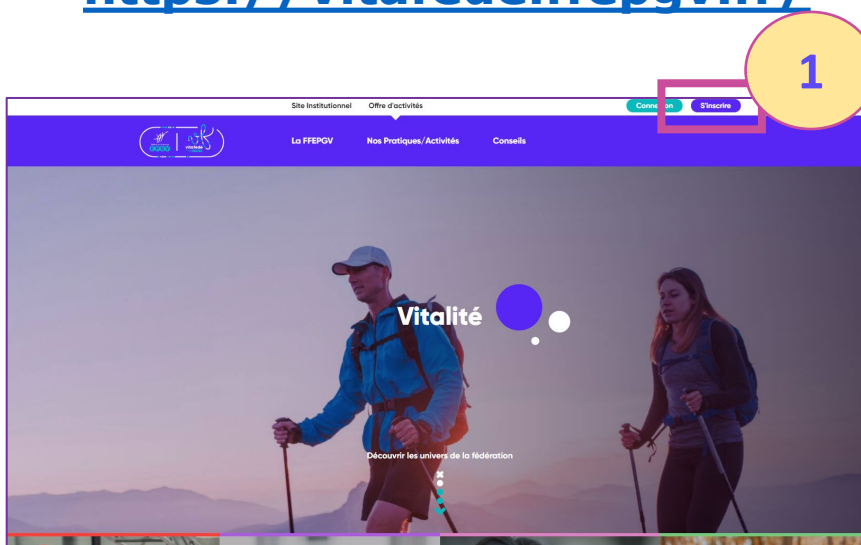 1
Site Institutionnel Offre d'activités Connexion S'inscrire
vitafédé
La FFEPGV Nos Pratiques/Activités Conseils
Vitalité
Découvrir les univers de la fédération